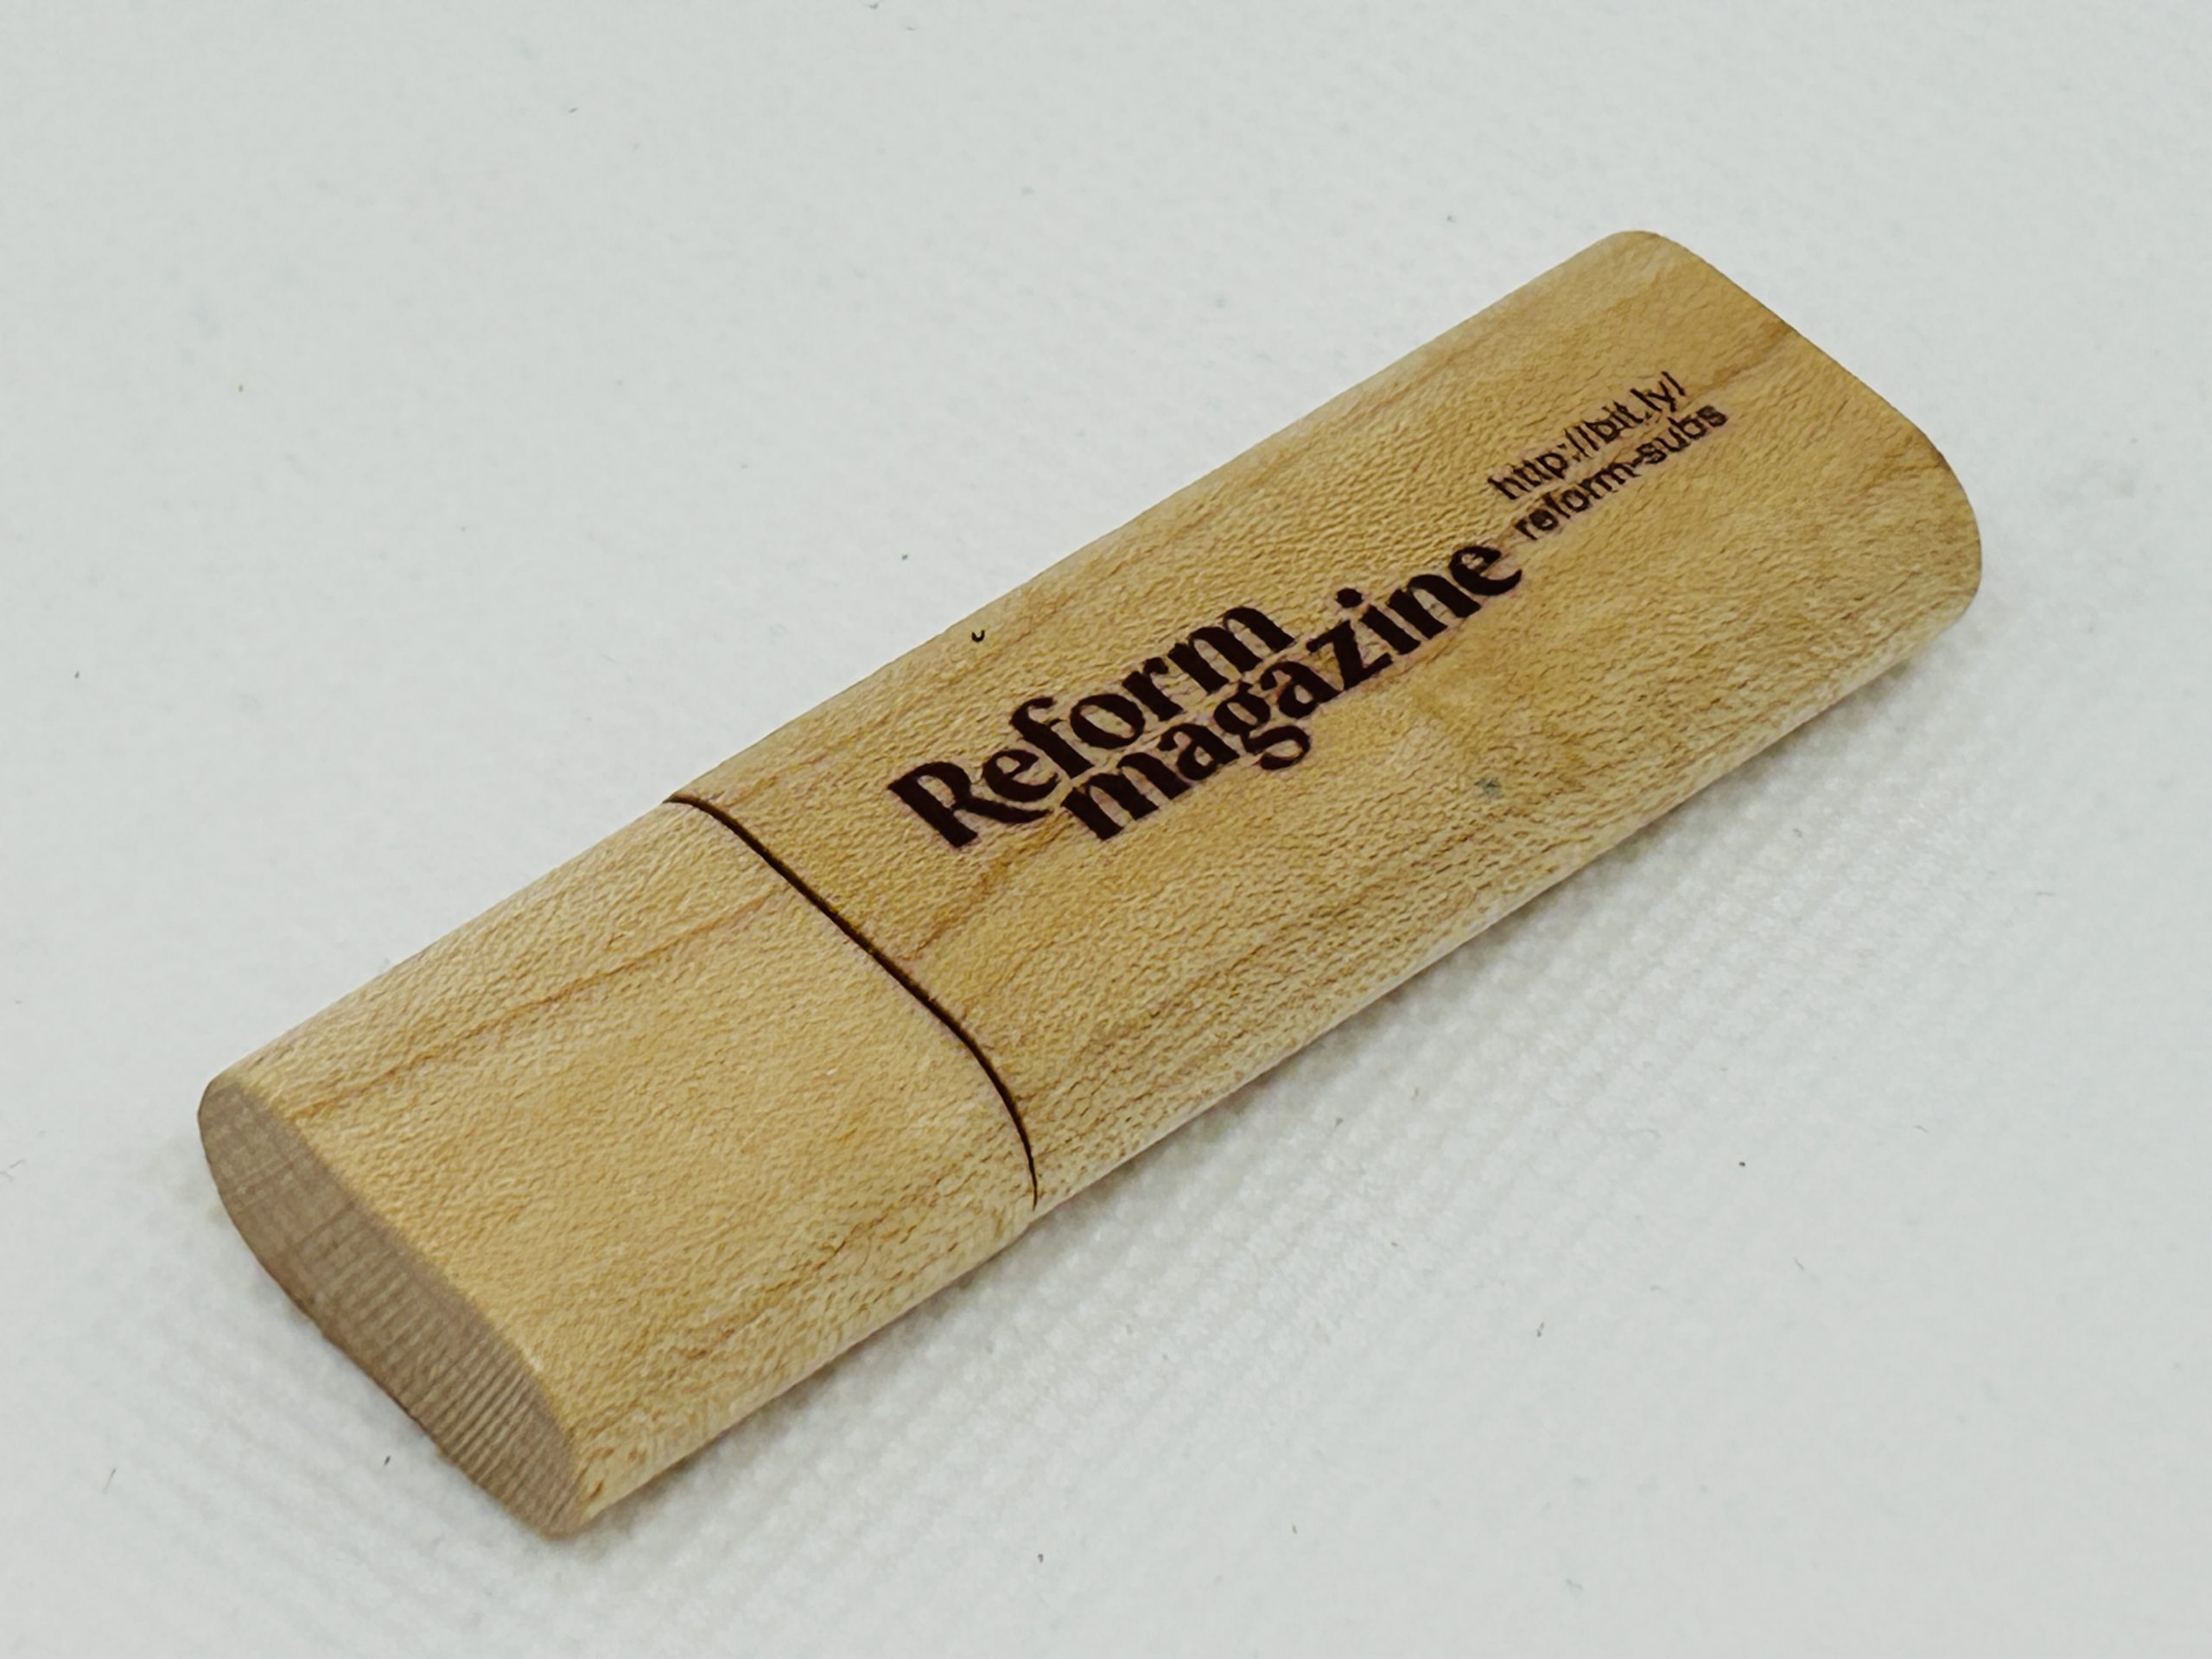 Reform
magazine
http://bit.ly/
reform-subs